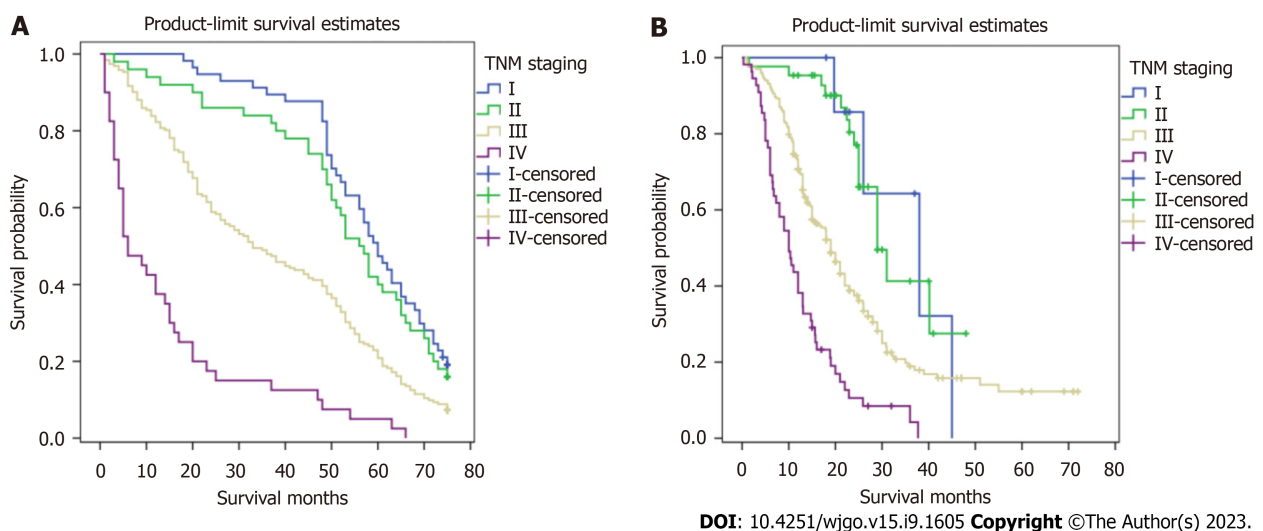 A
Product-limit survival estimates
Survival probability
1.0
0.8
0.6
0.4
0.2
0.0
0 10 20 30 40 50 60 70 80
Survival months
TNM staging
I
II
III
IV
I-censored
II-censored
III-censored
IV-censored
B
Product-limit survival estimates
Survival probability
1.0
0.8
0.6
0.4
0.2
0.0
0 10 20 30 40 50 60 70 80
Survival months
TNM staging
I
II
III
IV
I-censored
II-censored
III-censored
IV-censored
DOI: 10.4251/wjgo.v15.i9.1605 Copyright ©The Author(s) 2023.